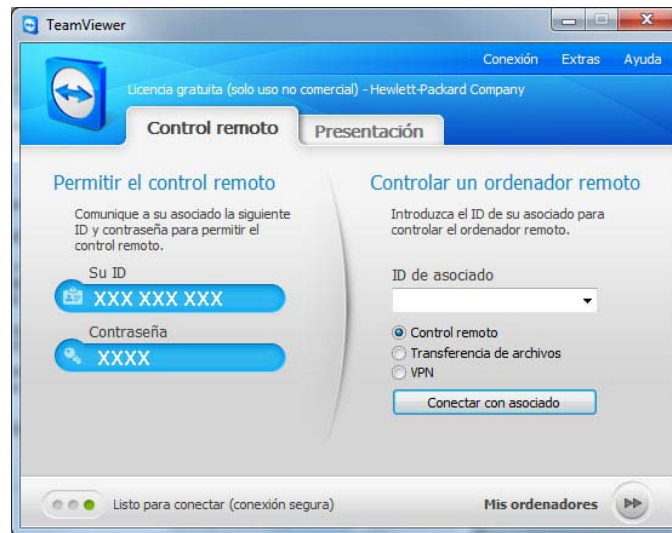 TeamViewer
Conexión Extras Ayuda
Licencia gratuita (solo uso no comercial) - Hewlett-Packard Company
Control remoto Presentación
Permitir el control remoto
Comunique a su asociado la siguiente
ID y contraseña para permitir el
control remoto.
Su ID
XXX XXX XXX
Contraseña
XXXX
Controlar un ordenador remoto
Introduzca el ID de su asociado para
controlar el ordenador remoto.
ID de asociado
Control remoto
Transferencia de archivos
VPN
Conectar con asociado
Listo para conectar (conexión segura)
Mis ordenadores